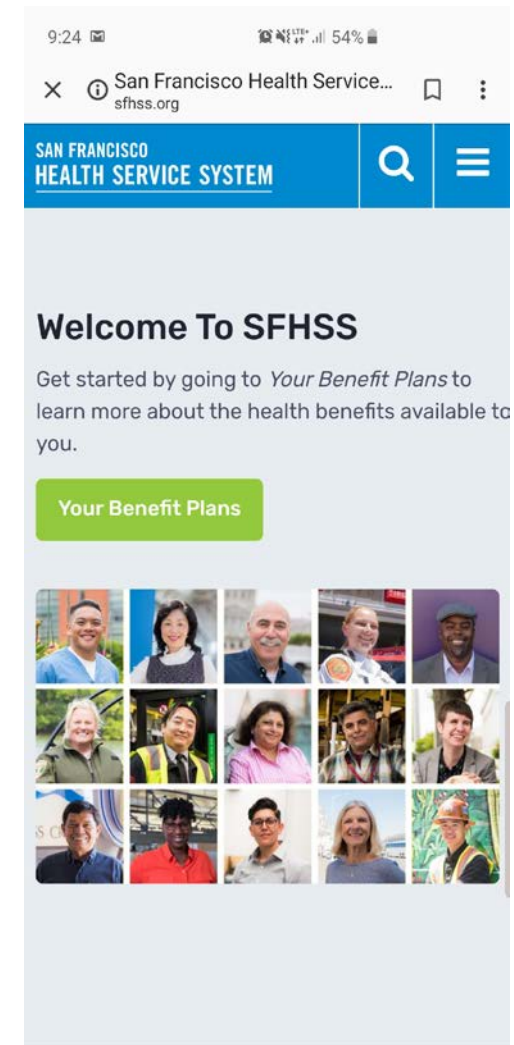 9:24
LTE+
54%
San Francisco Health Service...
sfhss.org
SAN FRANCISCO
HEALTH SERVICE SYSTEM
Welcome To SFHSS
Get started by going to Your Benefit Plans to
learn more about the health benefits available to
you.
Your Benefit Plans